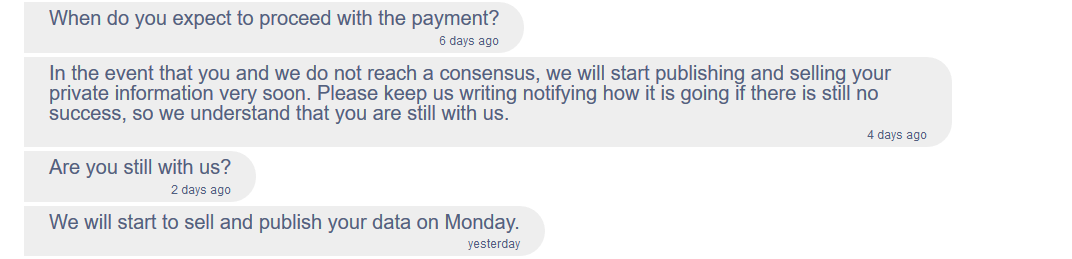 When do you expect to proceed with the payment?
6 days ago
In the event that you and we do not reach a consensus, we will start publishing and selling your
private information very soon. Please keep us writing notifying how it is going if there is still no
success, so we understand that you are still with us.
4 days ago
Are you still with us?
2 days ago
We will start to sell and publish your data on Monday.
yesterday